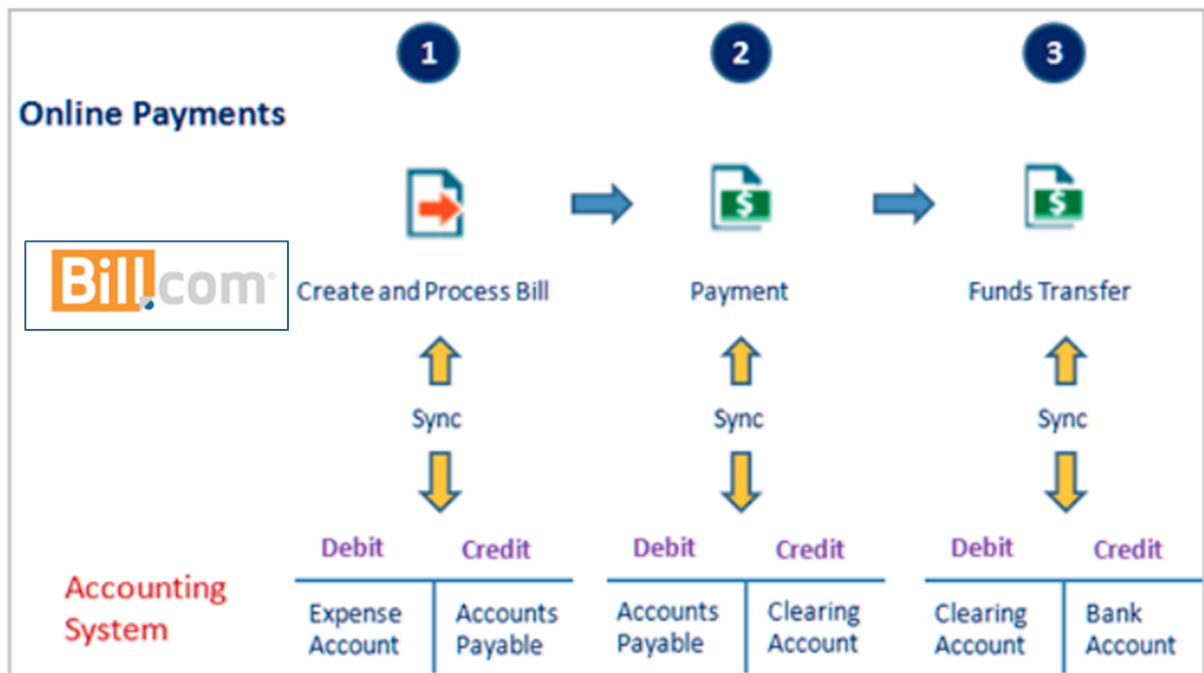 1 2 3
Online Payments
$ $
Bill.com
Create and Process Bill Payment Funds Transfer
Sync Sync Sync
Debit Credit Debit Credit Debit Credit
Accounting
System
Expense
Account
Accounts
Payable
Accounts
Payable
Clearing
Account
Clearing
Account
Bank
Account